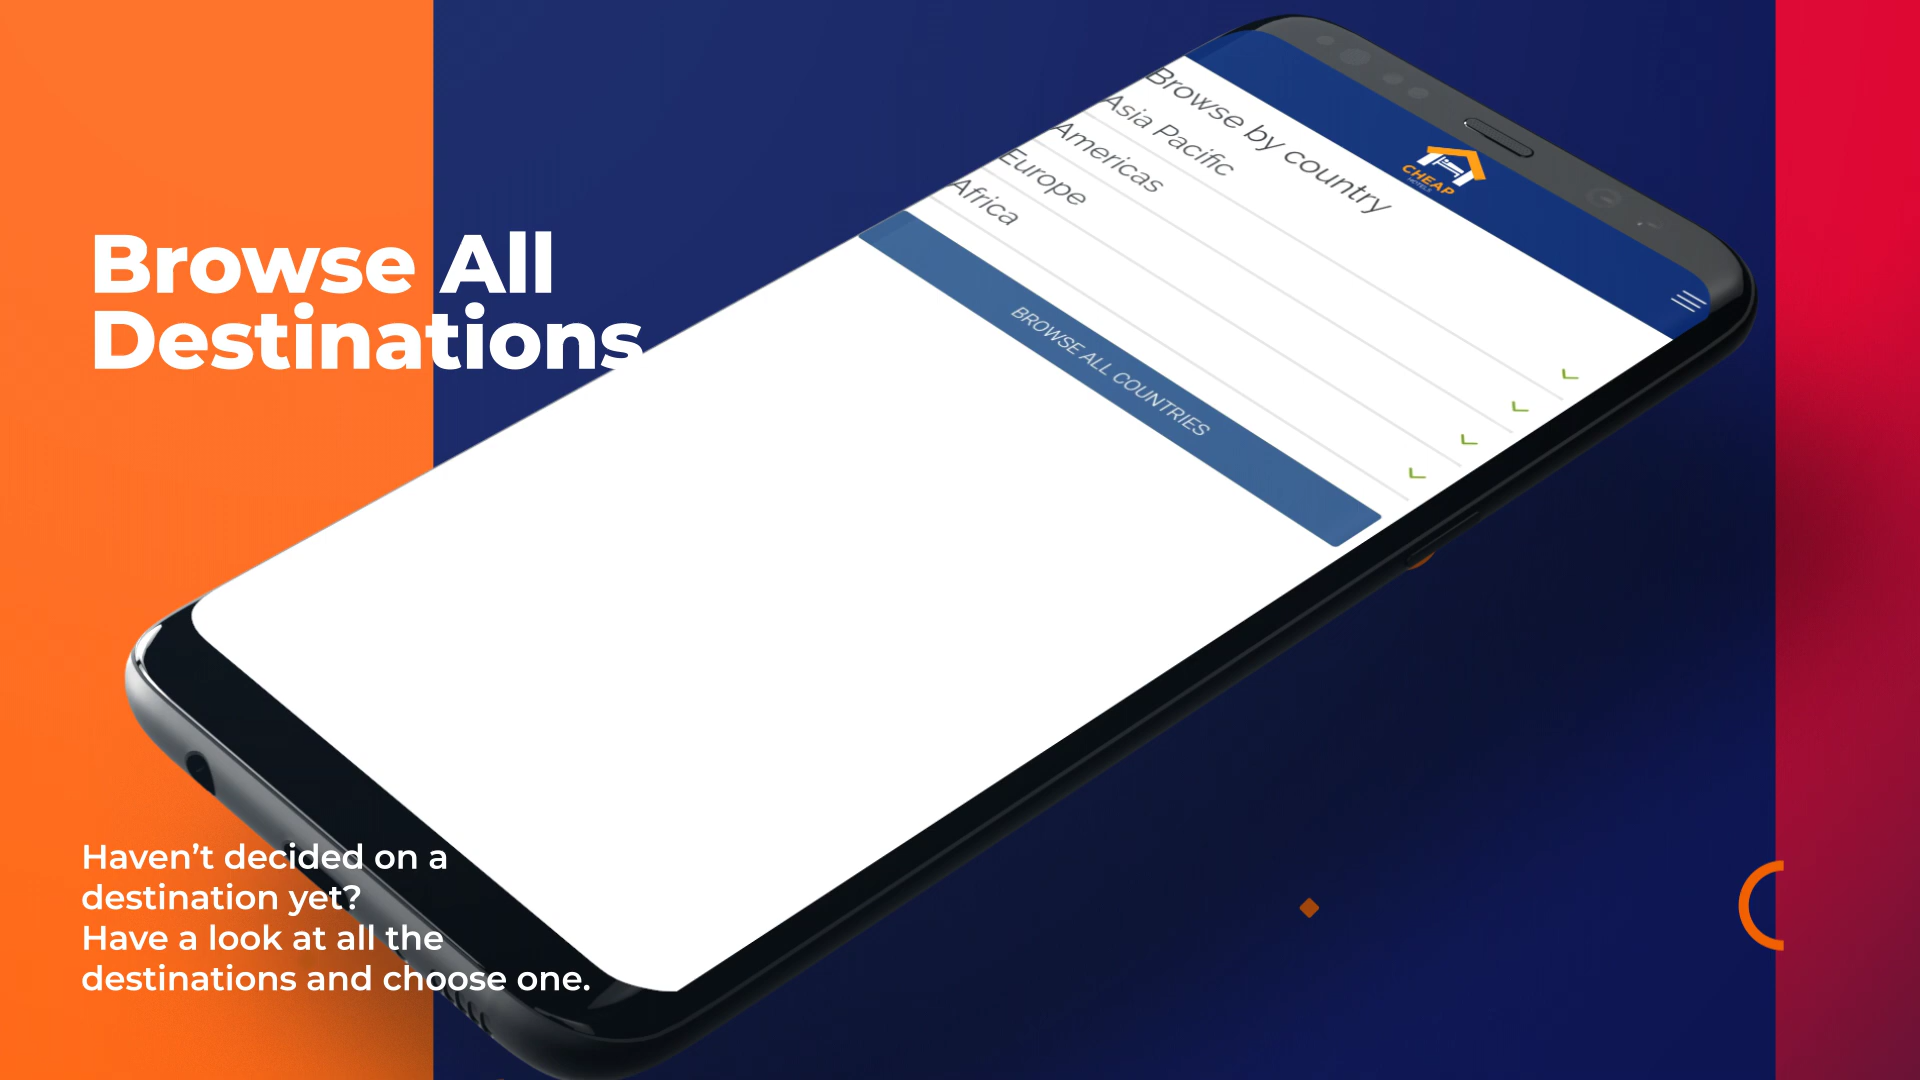 Browse All
Destinations
Browse by country
Asia Pacific
Americas
Europe
Africa
BROWSE ALL COUNTRIES
CHEAP
HOTELS
Haven’t decided on a
destination yet?
Have a look at all the
destinations and choose one.